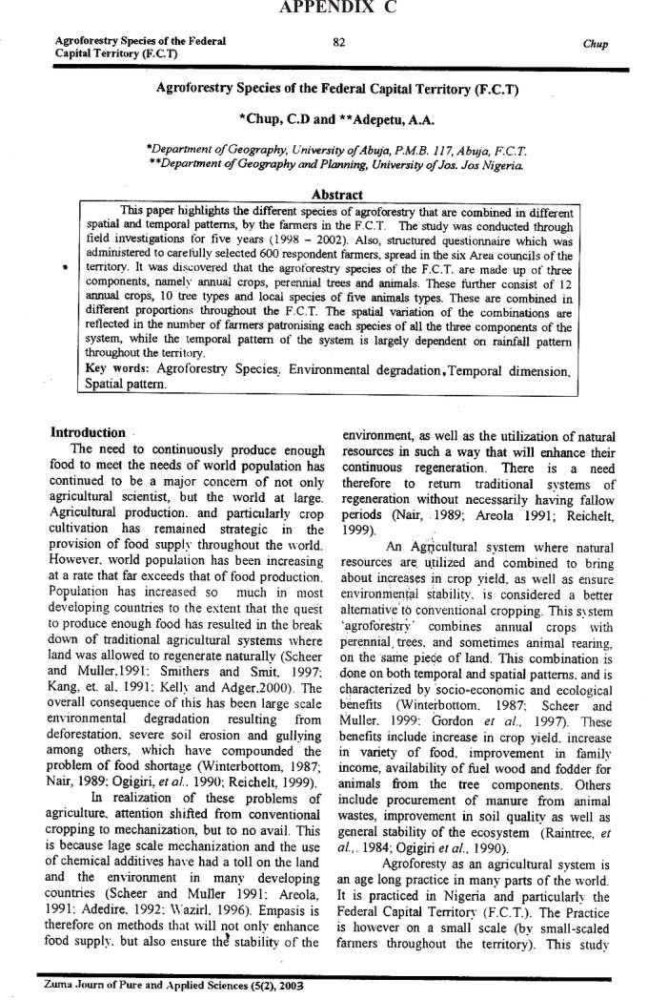 APPENDIX C
Agroforestry Species of the Federal
Capital Territory (F.C.T)
82
Chup
Agroforestry Species of the Federal Capital Territory (F.C.T)
*Chup, C.D and **Adepetu, A.A.
*Department of Geography, University of Abuja, P.M.B. 117, Abuja, F.C.T.
**Department of Geography and Planning, University of Jos. Jos Nigeria.
Abstract
This paper highlights the different species of agroforestry that are combined in different
spatial and temporal patterns, by the farmers in the F.C.T. The study was conducted through
field investigations for five years (1998 – 2002). Also, structured questionnaire which was
administered to carefully selected 600 respondent farmers, spread in the six Area councils of the
territory. It was discovered that the agroforestry species of the F.C.T. are made up of three
components, namely annual crops, perennial trees and animals. These further consist of 12
annual crops, 10 tree types and local species of five animals types. These are combined in
different proportions throughout the F.C.T. The spatial variation of the combinations are
reflected in the number of farmers patronising each species of all the three components of the
system, while the temporal pattern of the system is largely dependent on rainfall pattern
throughout the territory.
Key words: Agroforestry Species, Environmental degradation, Temporal dimension,
Spatial pattern.
Introduction
The need to continuously produce enough
food to meet the needs of world population has
continued to be a major concern of not only
agricultural scientist, but the world at large.
Agricultural production. and particularly crop
cultivation has remained strategic in the
provision of food supply throughout the world.
However. world population has been increasing
at a rate that far exceeds that of food production.
Population has increased so much in most
developing countries to the extent that the quest
to produce enough food has resulted in the break
down of traditional agricultural systems where
land was allowed to regenerate naturally (Scheer
and Muller,1991: Smithers and Smit, 1997;
Kang, et. al. 1991; Kelly and Adger.2000). The
overall consequence of this has been large scale
environmental degradation resulting from
deforestation. severe soil erosion and gullying
among others, which have compounded the
problem of food shortage (Winterbottom, 1987;
Nair, 1989; Ogigiri, et al.. 1990; Reichelt, 1999).
In realization of these problems of
agriculture. attention shifted from conventional
cropping to mechanization, but to no avail. This
is because lage scale mechanization and the use
of chemical additives have had a toll on the land
and the environment in many developing
countries (Scheer and Muller 1991; Areola,
1991; Adedire. 1992; Wazirl, 1996). Empasis is
therefore on methods that will not only enhance
food supply. but also ensure the stability of the
environment, as well as the utilization of natural
resources in such a way that will enhance their
continuous regeneration. There is a need
therefore to return traditional systems of
regeneration without necessarily having fallow
periods (Nair, 1989; Areola 1991; Reichelt,
1999).
An Agricultural system where natural
resources are utilized and combined to bring
about increases in crop yield, as well as ensure
environmental stability, is considered a better
alternative to conventional cropping. This system
'agroforestry' combines annual crops with
perennial trees, and sometimes animal rearing,
on the same piece of land. This combination is
done on both temporal and spatial patterns. and is
characterized by socio-economic and ecological
benefits (Winterbottom, 1987; Scheer and
Muller. 1999; Gordon et al., 1997). These
benefits include increase in crop yield. increase
in variety of food, improvement in family
income, availability of fuel wood and fodder for
animals from the tree components. Others
include procurement of manure from animal
wastes, improvement in soil quality as well as
general stability of the ecosystem (Raintree, et
al.,. 1984; Ogigiri et al., 1990).
Agroforesty as an agricultural system is
an age long practice in many parts of the world.
It is practiced in Nigeria and particularly the
Federal Capital Territory (F.C.T.). The Practice
is however on a small scale (by small-scaled
farmers throughout the territory). This study
Zuma Journ of Pure and Applied Sciences (5(2), 2003